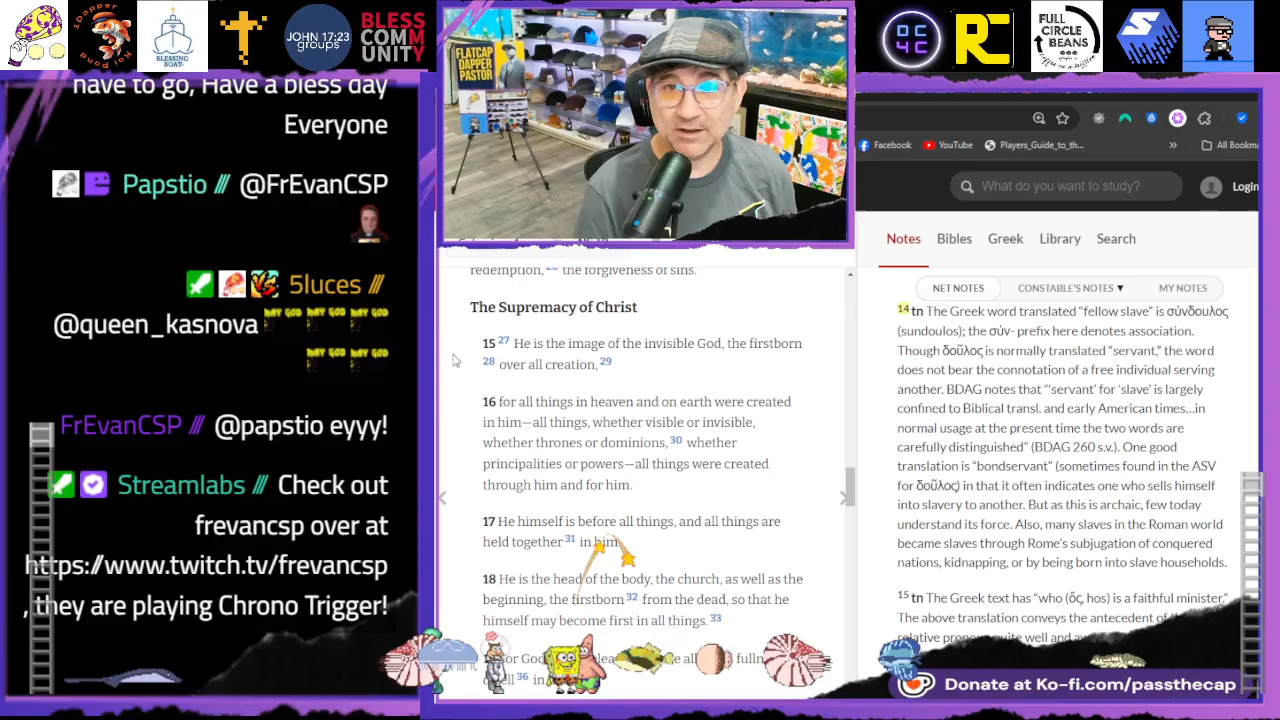 JOHN 17:23
groups
BLESSING
BOAT
BLESS
COMM
UNITY
1Dapper
Koi pond
OC
4C
RC
FULL
CIRCLE
BEANS
FLATCAP
DAPPER
PASTOR
have to go, Have a bless day
Everyone
Papstio /// @FrEvanCSP
5luces ///
@queen_kasnova
FrEvanCSP // @papstio eyyy!
Streamlabs /// Check out
frevancsp over at
https://www.twitch.tv/frevancsp
, they are playing Chrono Trigger!
redemption, the forgiveness of sins.
The Supremacy of Christ
15 27 He is the image of the invisible God, the firstborn
28 over all creation, 29
16 for all things in heaven and on earth were created
in him—all things, whether visible or invisible,
whether thrones or dominions, 30 whether
principalities or powers—all things were created
through him and for him.
17 He himself is before all things, and all things are
held together 31 in him.
18 He is the head of the body, the church, as well as the
beginning, the firstborn 32 from the dead, so that he
himself may become first in all things. 33
Facebook YouTube Players_Guide_to_th... » All Bookma
What do you want to study? Login
Notes Bibles Greek Library Search
NET NOTES CONSTABLE'S NOTES ▼ MY NOTES
14 tn The Greek word translated “fellow slave” is σύνδουλος
(sundoulos); the σύν- prefix here denotes association.
Though δοῦλος is normally translated “servant,” the word
does not bear the connotation of a free individual serving
another. BDAG notes that “‘servant’ for ‘slave’ is largely
confined to Biblical transl. and early American times…in
normal usage at the present time the two words are
carefully distinguished” (BDAG 260 s.v.). One good
translation is “bondservant” (sometimes found in the ASV
for δοῦλος) in that it often indicates one who sells himself
into slavery to another. But as this is archaic, few today
understand its force. Also, many slaves in the Roman world
became slaves through Rome's subjugation of conquered
nations, kidnapping, or by being born into slave households.
15 tn The Greek text has “who (ὅς, hos) is a faithful minister.”
The above translation conveys the antecedent of
relative quite well and
Donate at Ko-fi.com/passthecap